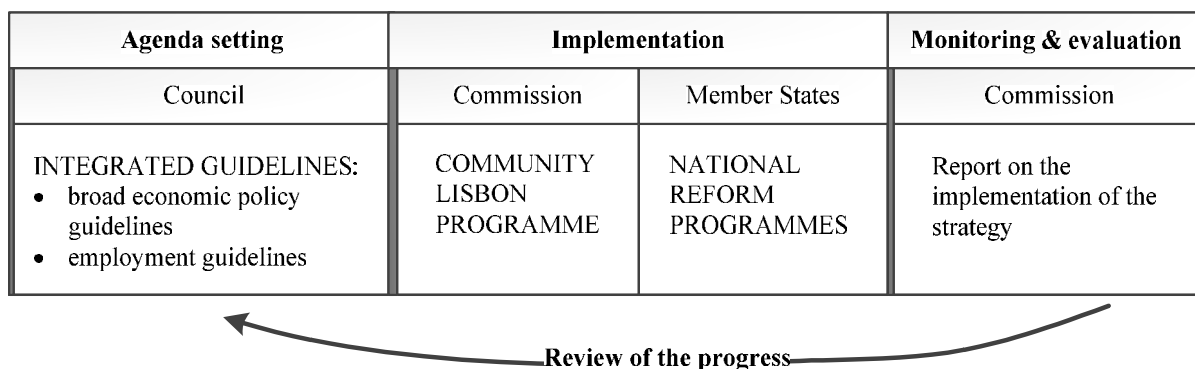 Agenda setting
Implementation
Monitoring & evaluation
Council
Commission
Member States
Commission
INTEGRATED GUIDELINES:
• broad economic policy
guidelines
• employment guidelines
COMMUNITY
LISBON
PROGRAMME
NATIONAL
REFORM
PROGRAMMES
Report on the
implementation of the
strategy
Review of the progress